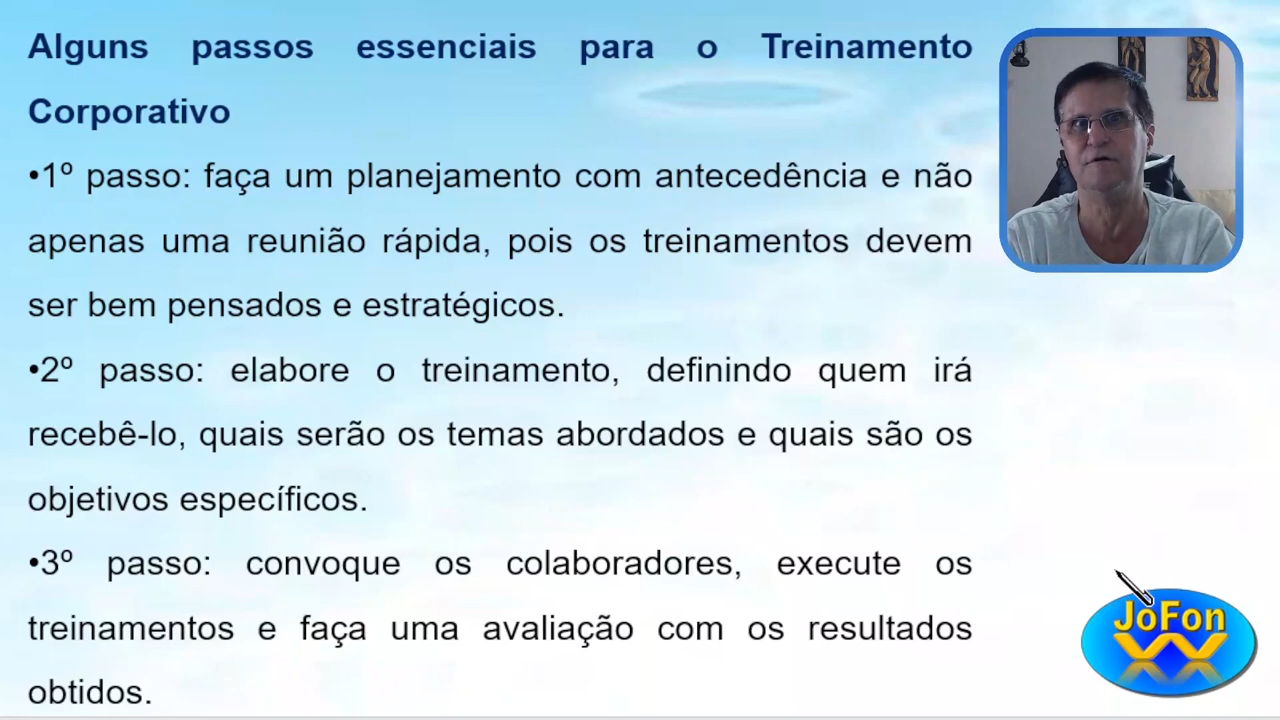 Alguns passos essenciais para o Treinamento
Corporativo
•1º passo: faça um planejamento com antecedência e não
apenas uma reunião rápida, pois os treinamentos devem
ser bem pensados e estratégicos.
•2º passo: elabore o treinamento, definindo quem irá
recebê-lo, quais serão os temas abordados e quais são os
objetivos específicos.
•3º passo: convoque os colaboradores, execute os
treinamentos e faça uma avaliação com os resultados
obtidos.
JoFon